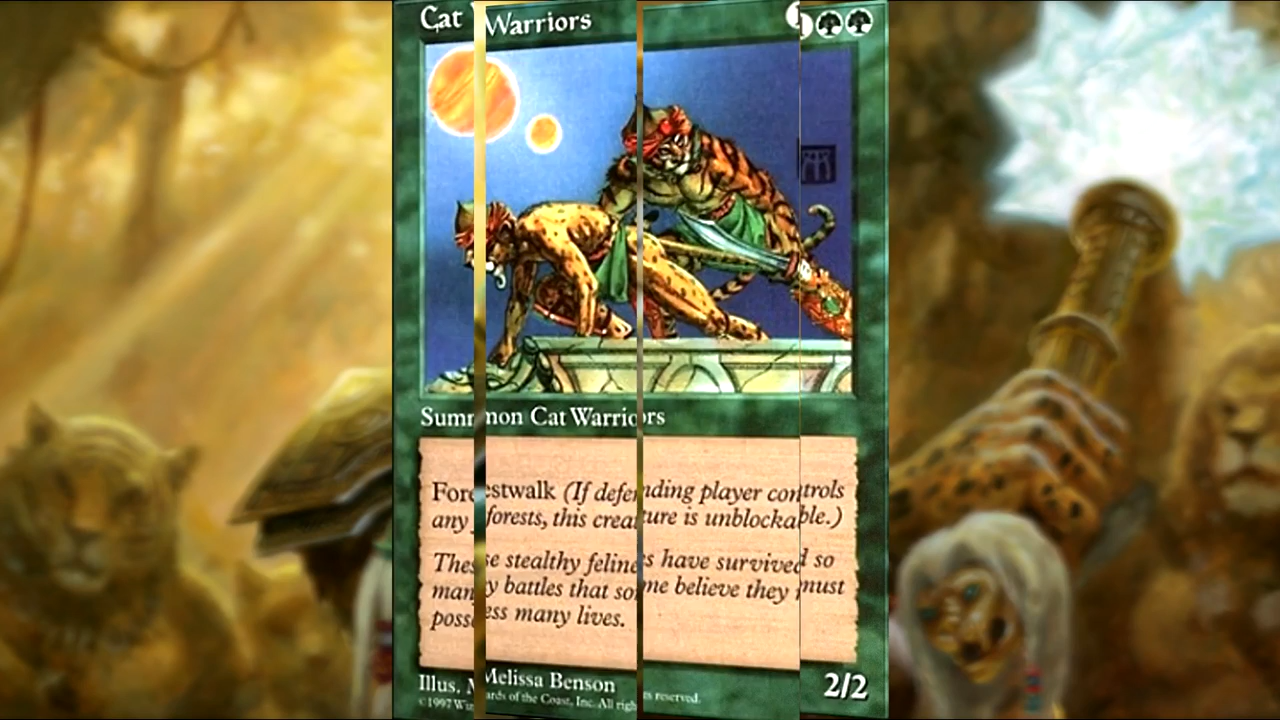 Cat Warriors
Summon Cat Warriors
Forestwalk (If defending player controls
any forests, this creature is unblockable.)
These stealthy felines have survived so
many battles that some believe they must
possess many lives.
Illus. Melissa Benson
©1997 Wizards of the Coast, Inc. All rights reserved.
2/2